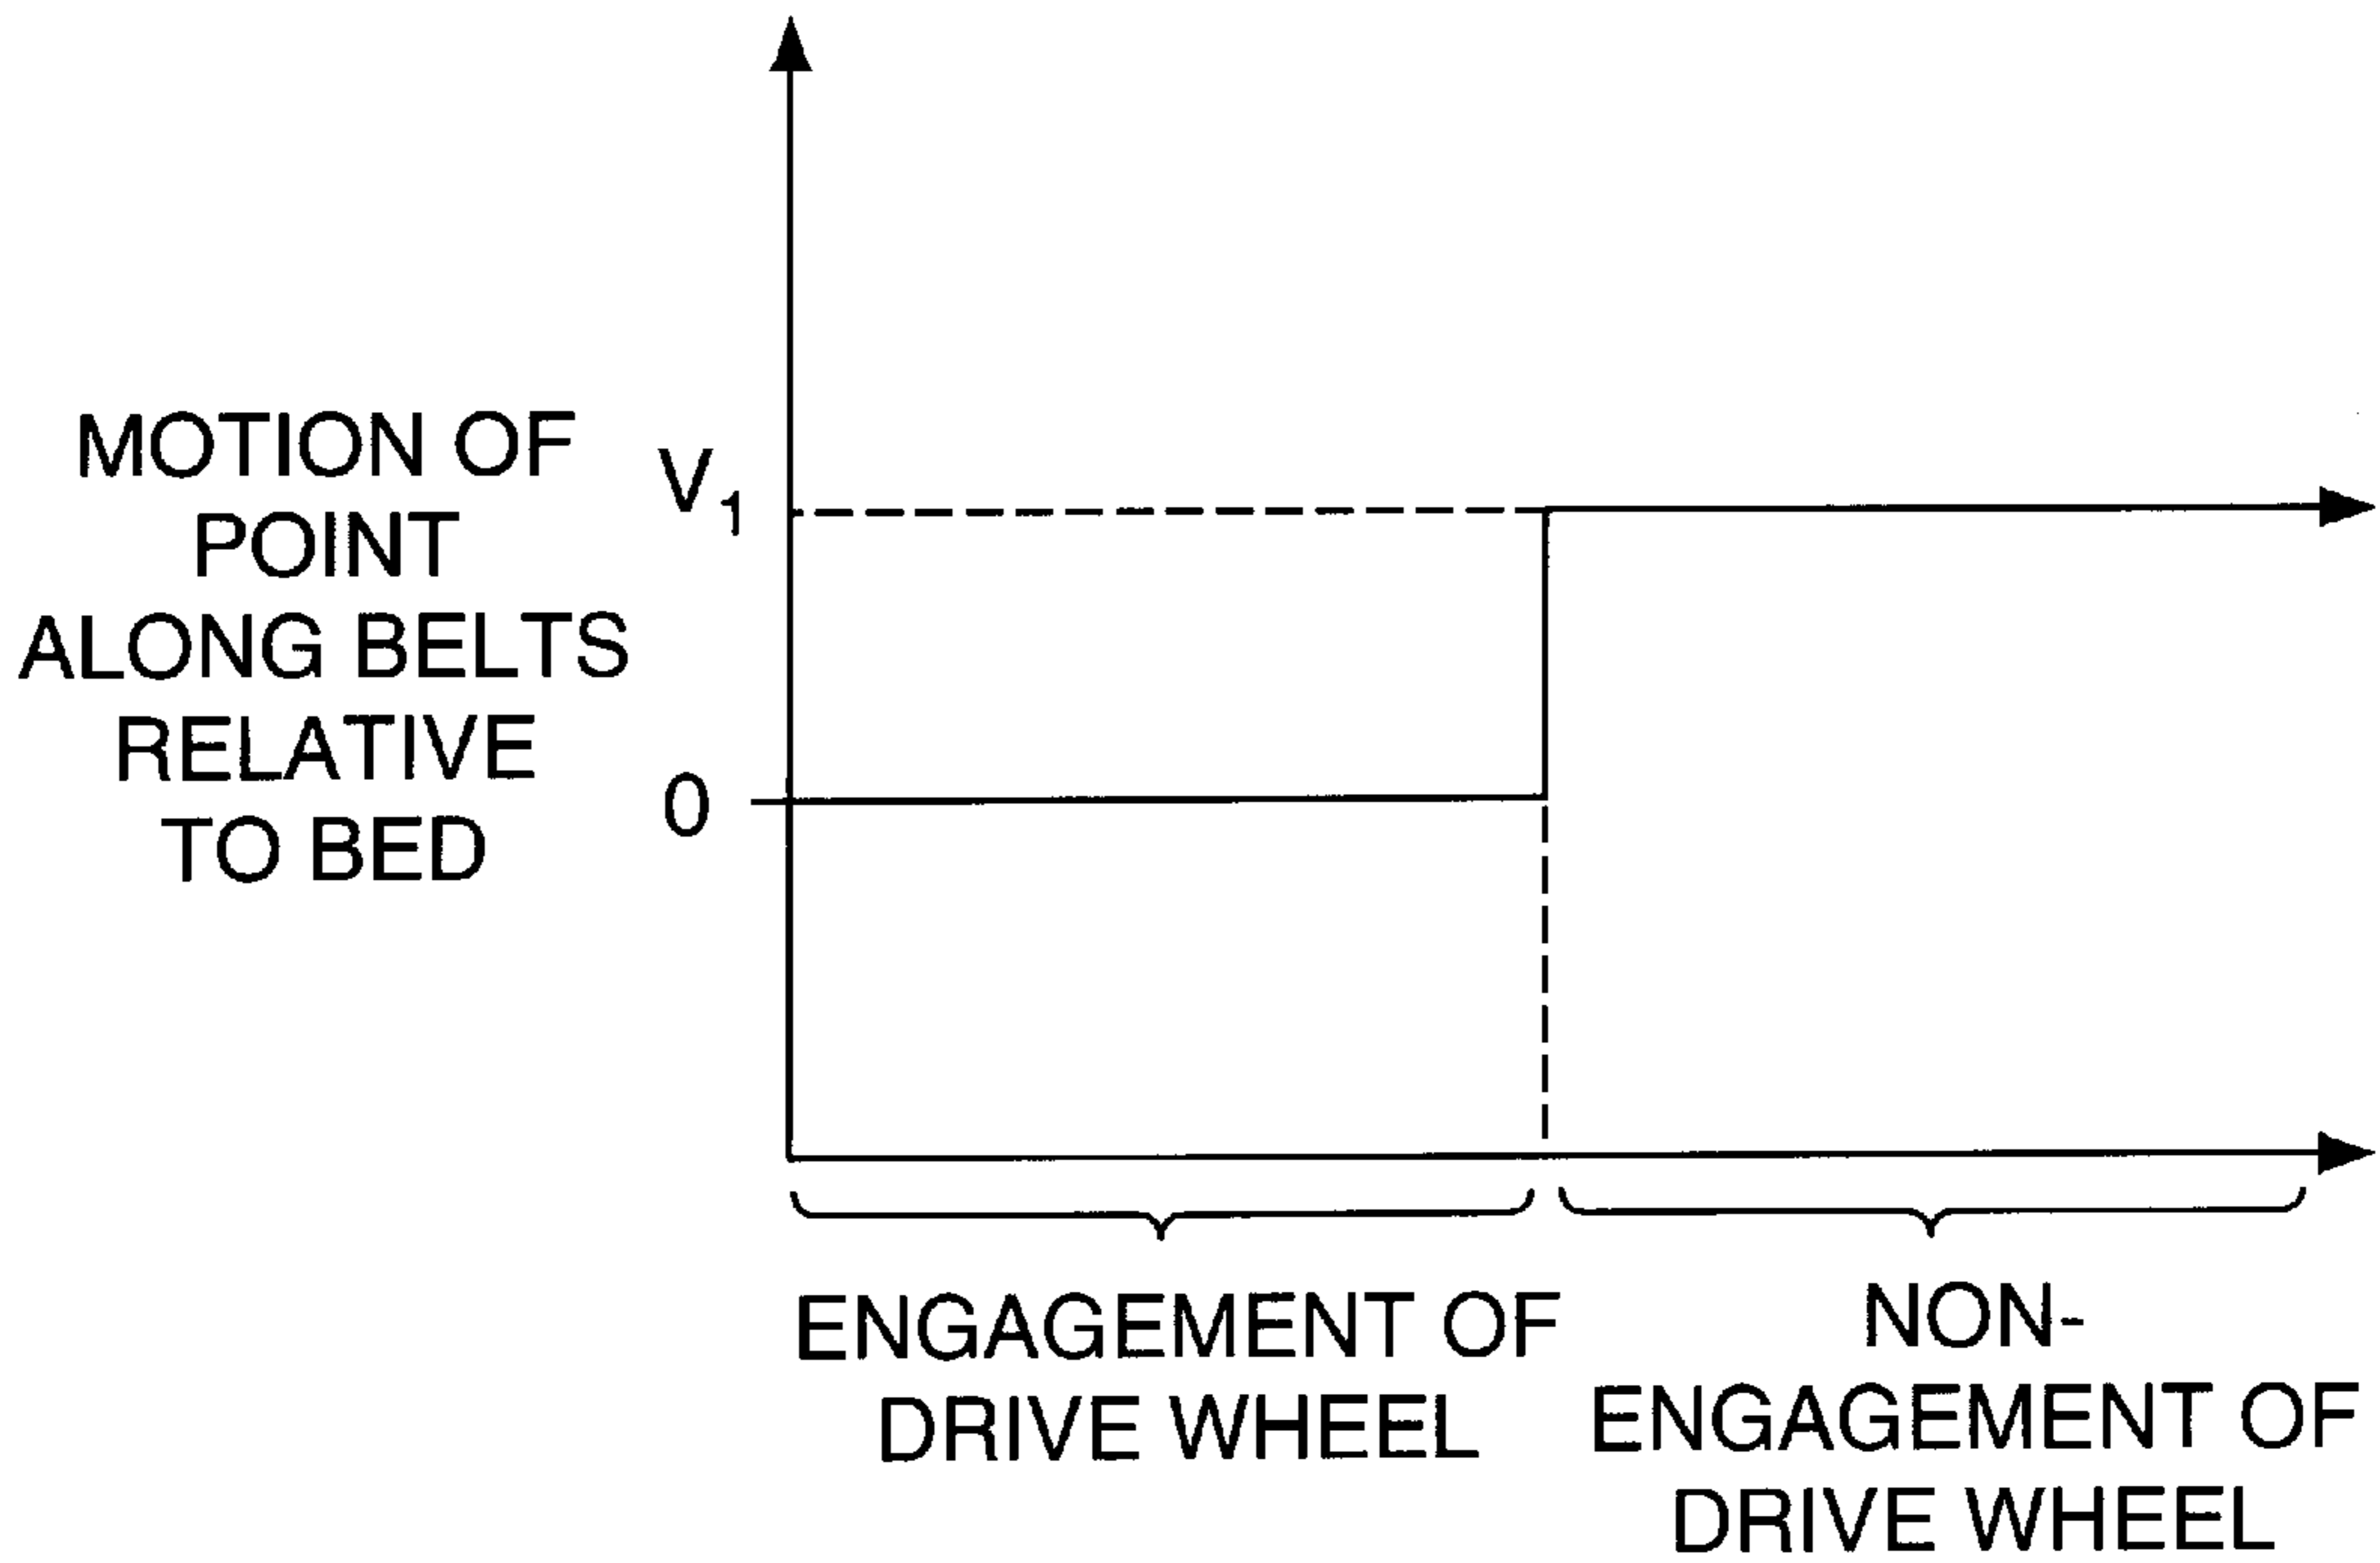 MOTION OF
POINT
ALONG BELTS
RELATIVE
TO BED
V1
0
ENGAGEMENT OF
DRIVE WHEEL
NON-
ENGAGEMENT OF
DRIVE WHEEL